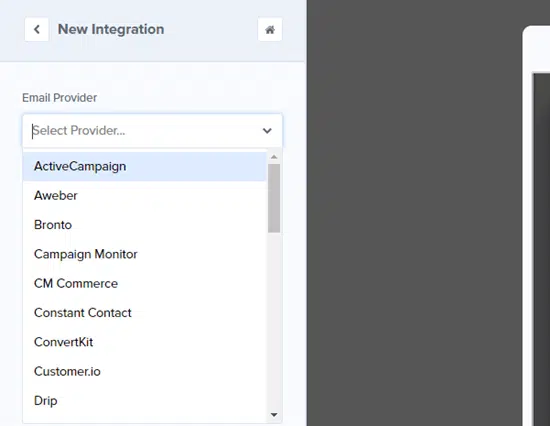 New Integration
Email Provider
Select Provider...
ActiveCampaign
Aweber
Bronto
Campaign Monitor
CM Commerce
Constant Contact
ConvertKit
Customer.io
Drip